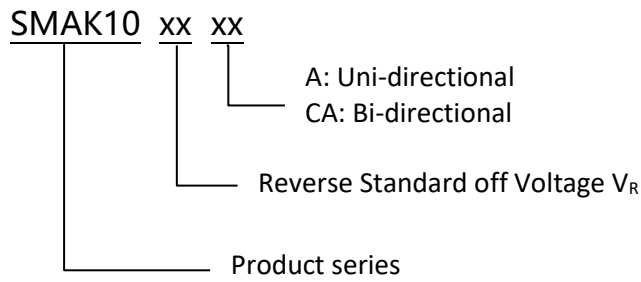 SMAK10 xx xx
A: Uni-directional
CA: Bi-directional
Reverse Standard off Voltage VR
Product series